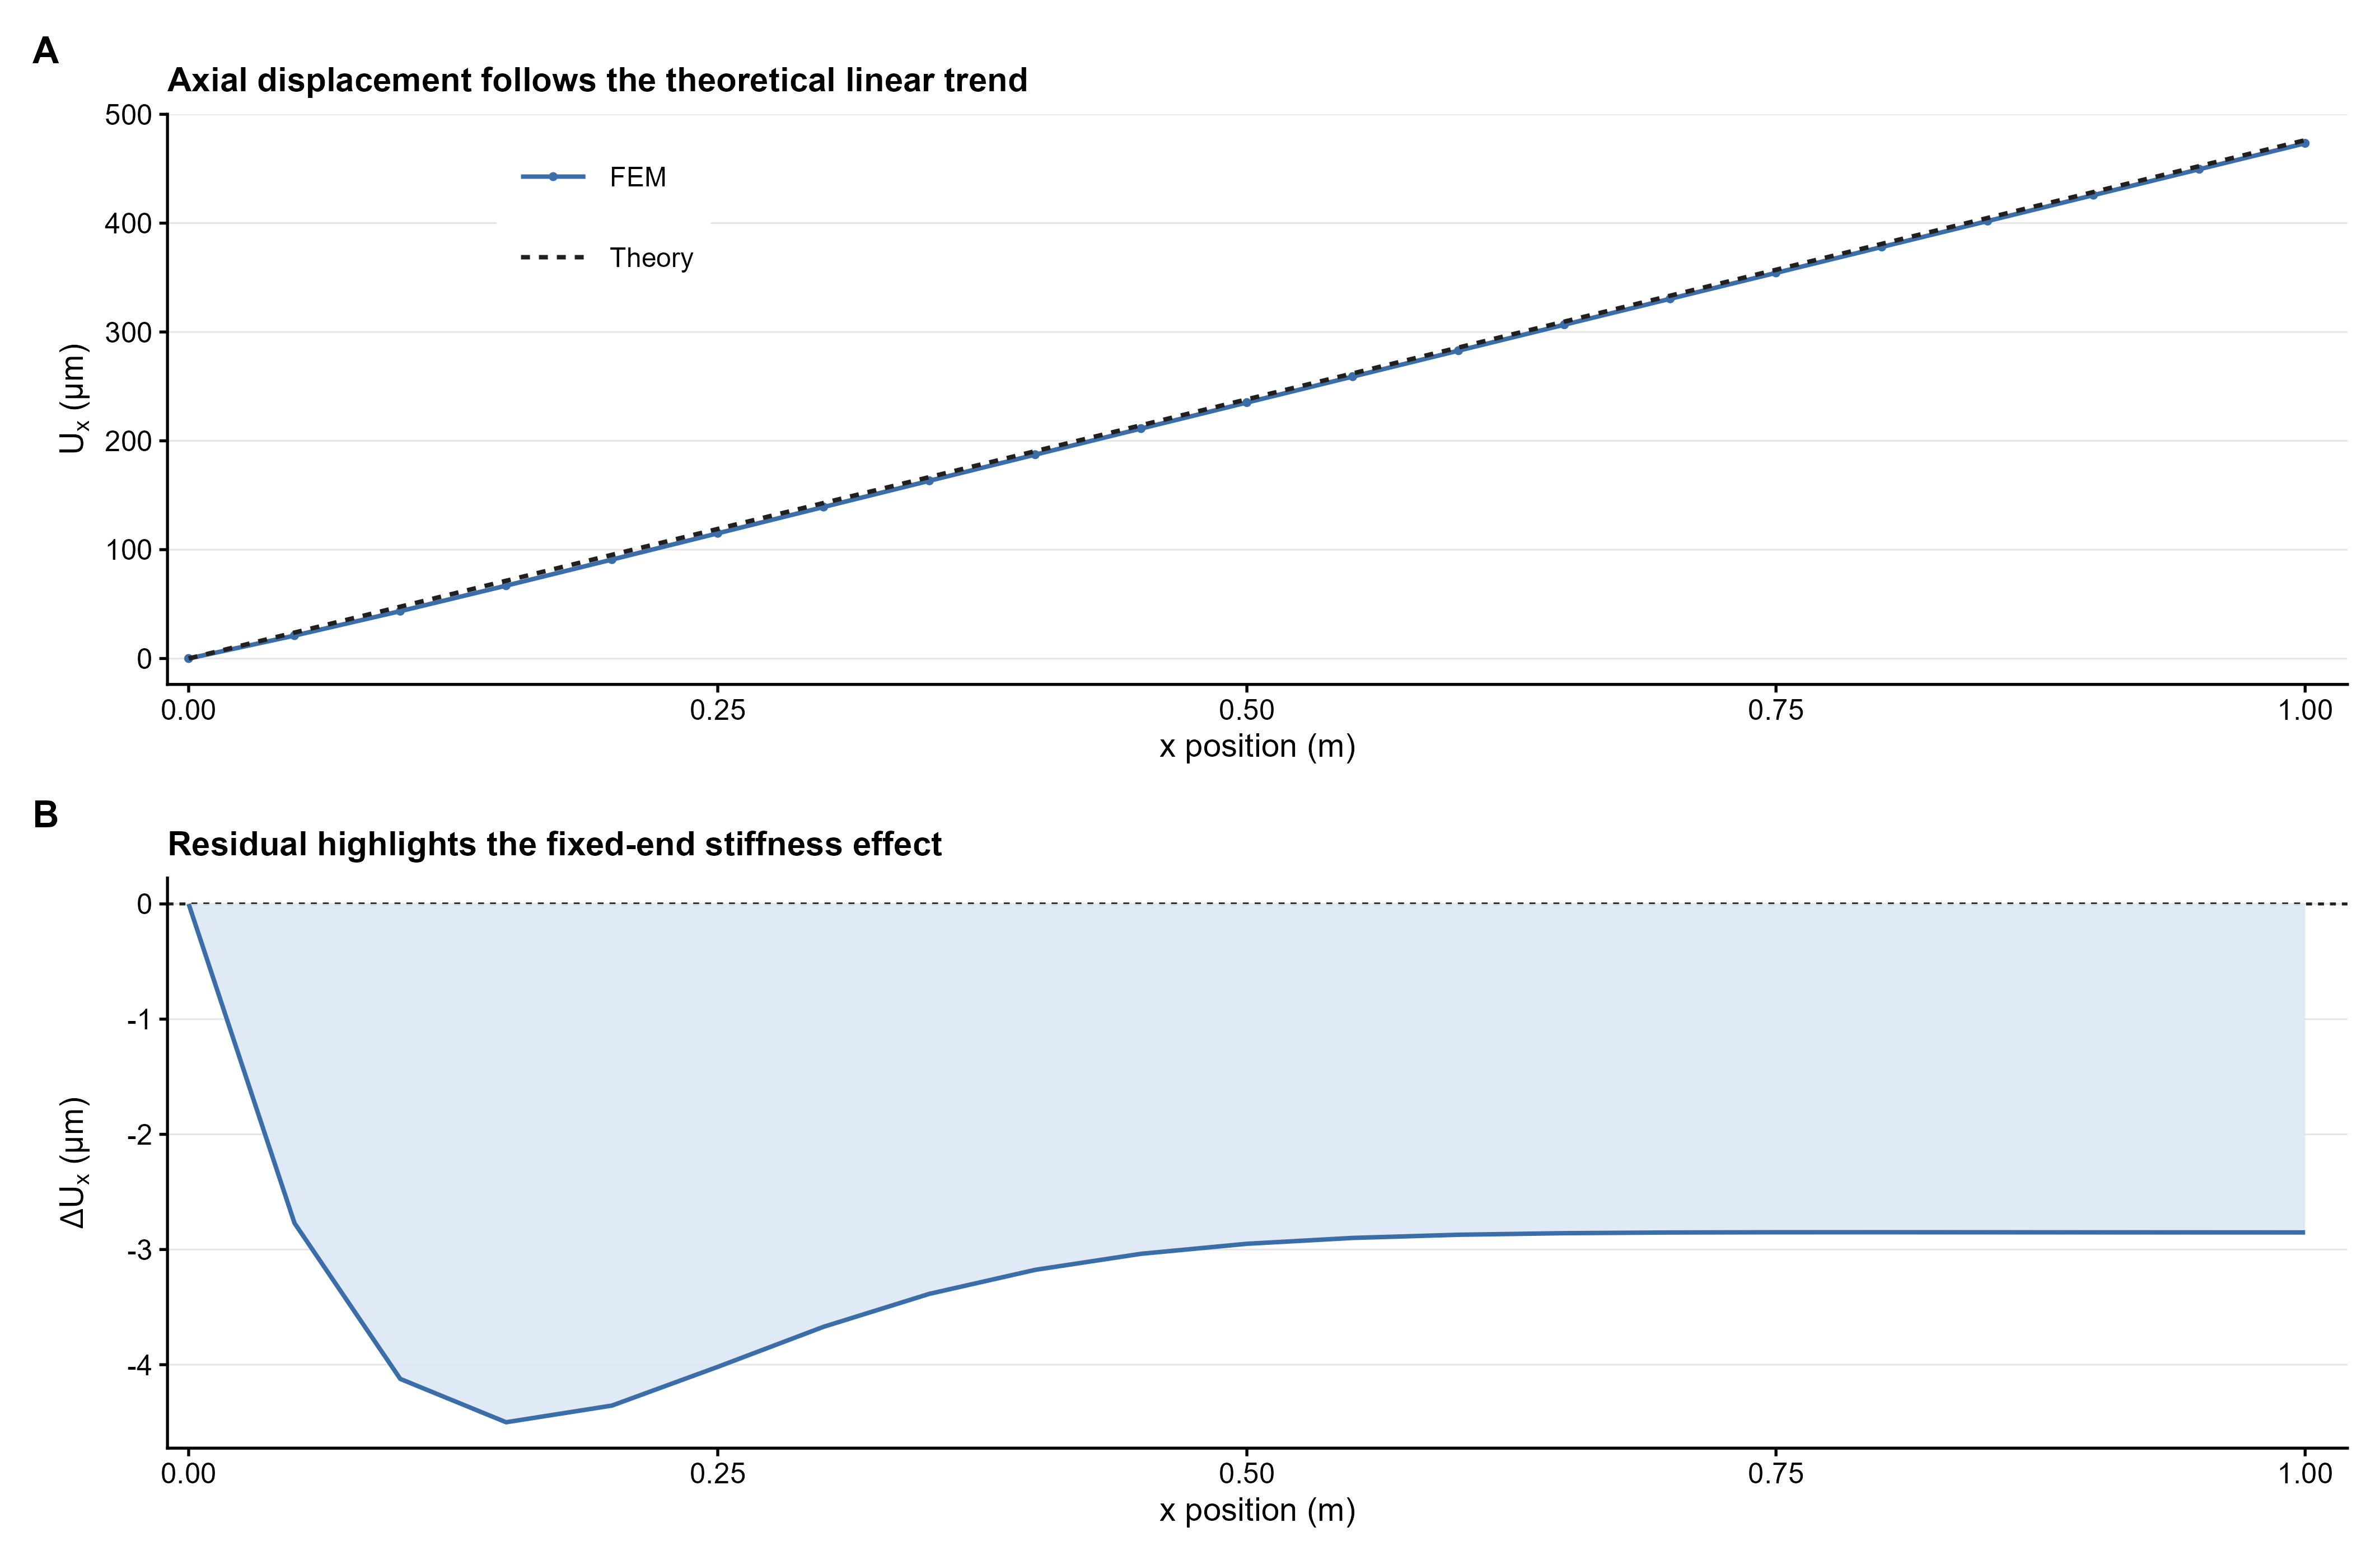 A
Axial displacement follows the theoretical linear trend
500
400
300
200
100
0
Uₓ (µm)
FEM
Theory
0.00 0.25 0.50 0.75 1.00
x position (m)
B
Residual highlights the fixed-end stiffness effect
0
-1
-2
-3
-4
ΔUₓ (µm)
0.00 0.25 0.50 0.75 1.00
x position (m)